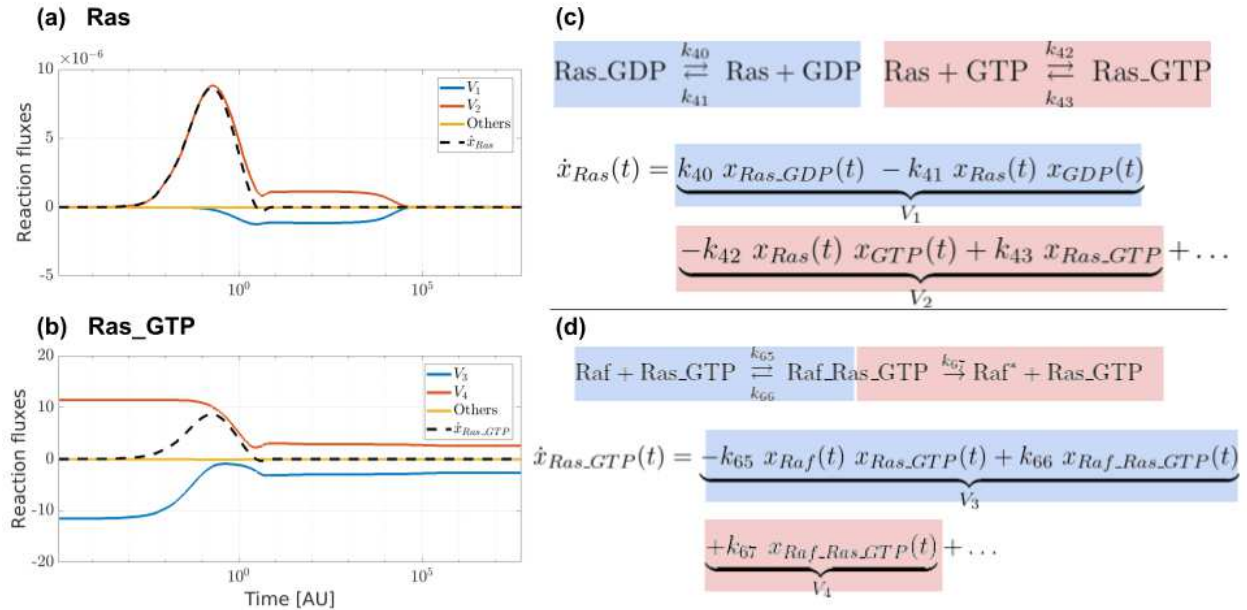 (a) Ras
×10⁻⁶
10
5
0
-5
Reaction fluxes
V₁
V₂
Others
ẋ_Ras
10⁰
10⁵
(b) Ras_GTP
20
10
0
-10
-20
Reaction fluxes
V₃
V₄
Others
ẋ_Ras_GTP
10⁰
10⁵
Time [AU]
(c)
Ras_GDP k₄₀ ⇄ k₄₁ Ras + GDP
Ras + GTP k₄₂ ⇄ k₄₃ Ras_GTP
ẋ_Ras(t) = k₄₀ x_Ras_GDP(t) − k₄₁ x_Ras(t) x_GDP(t)
V₁
−k₄₂ x_Ras(t) x_GTP(t) + k₄₃ x_Ras_GTP + …
V₂
(d)
Raf + Ras_GTP k₆₅ ⇄ k₆₆ Raf_Ras_GTP k₆₇ → Raf* + Ras_GTP
ẋ_Ras_GTP(t) = −k₆₅ x_Raf(t) x_Ras_GTP(t) + k₆₆ x_Raf_Ras_GTP(t)
V₃
+k₆₇ x_Raf_Ras_GTP(t) + …
V₄